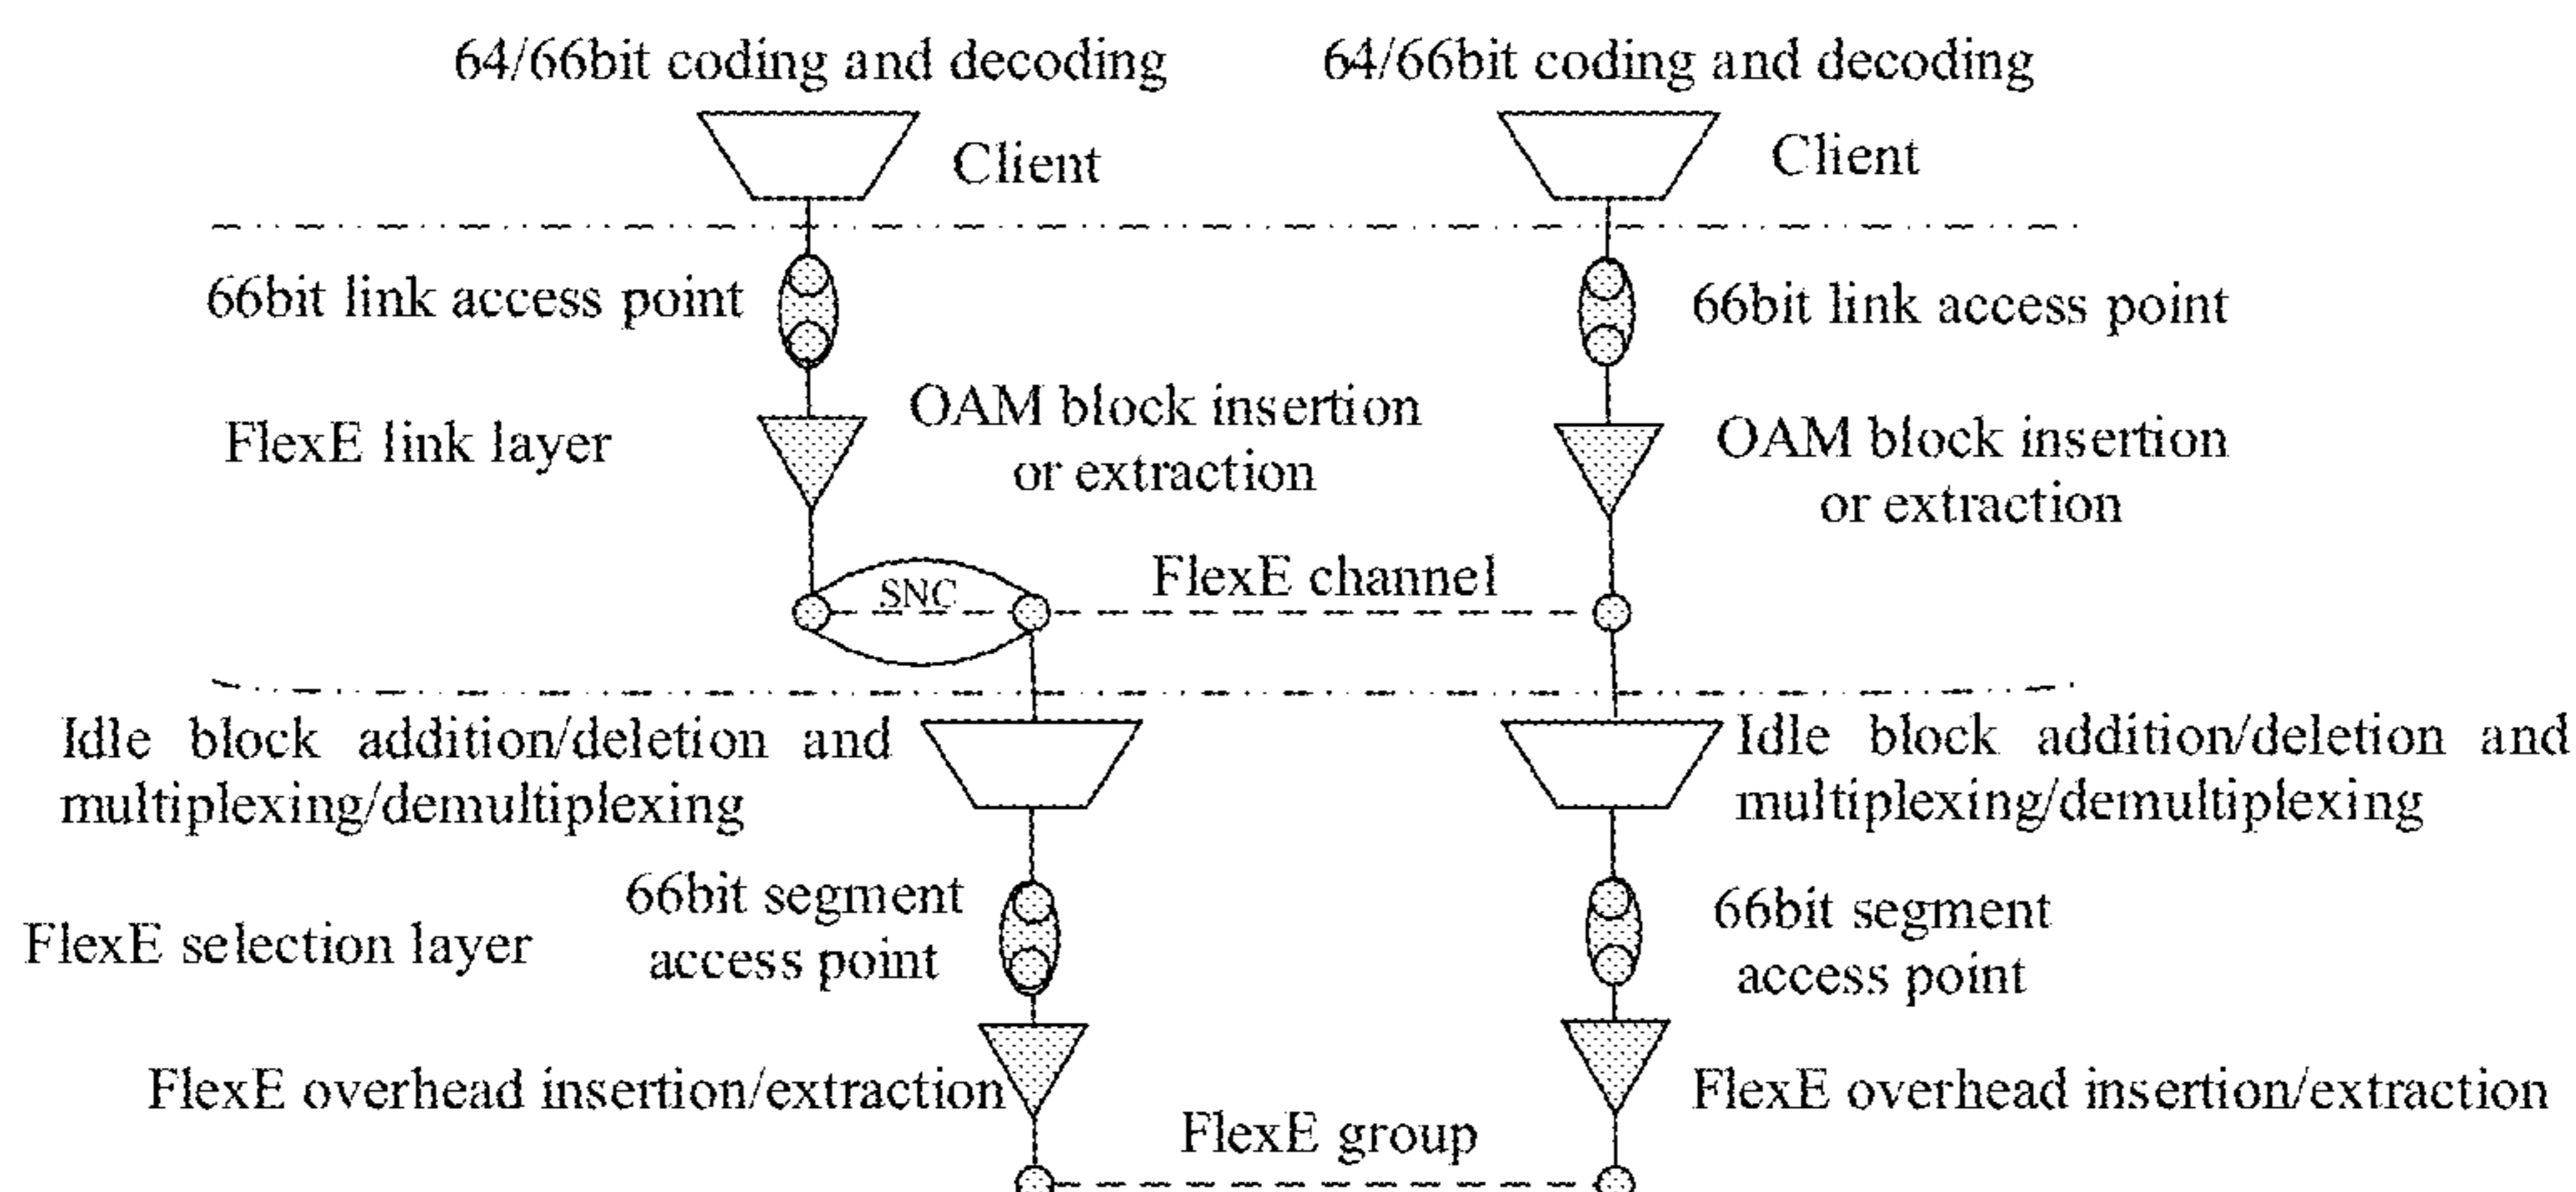 64/66bit coding and decoding
64/66bit coding and decoding
Client
Client
66bit link access point
66bit link access point
FlexE link layer
OAM block insertion
or extraction
OAM block insertion
or extraction
SNC
FlexE channel
Idle block addition/deletion and
multiplexing/demultiplexing
Idle block addition/deletion and
multiplexing/demultiplexing
FlexE selection layer
66bit segment
access point
66bit segment
access point
FlexE overhead insertion/extraction
FlexE overhead insertion/extraction
FlexE group